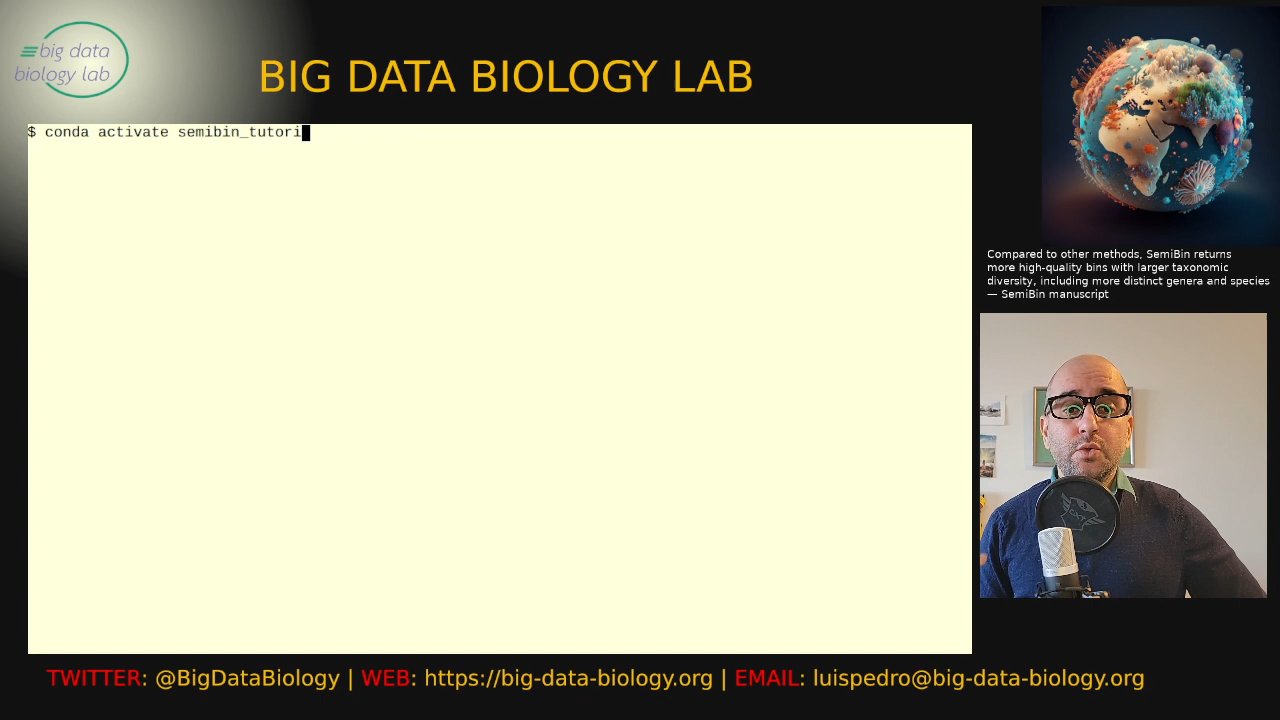 big data
biology lab
BIG DATA BIOLOGY LAB
$ conda activate semibin_tutori
Compared to other methods, SemiBin returns
more high-quality bins with larger taxonomic
diversity, including more distinct genera and species
— SemiBin manuscript
TWITTER: @BigDataBiology | WEB: https://big-data-biology.org | EMAIL: luispedro@big-data-biology.org